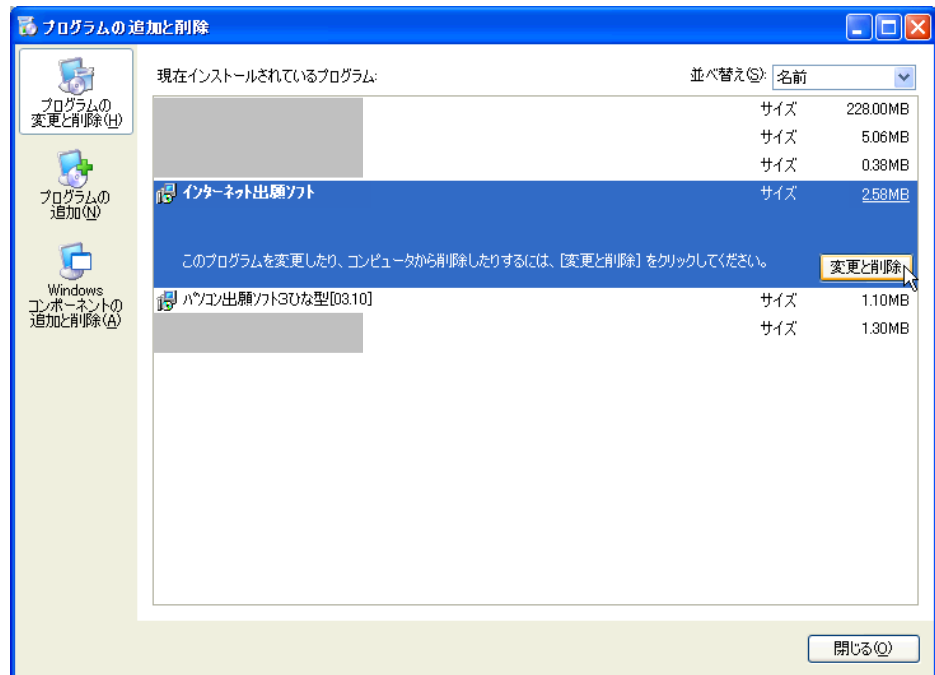 プログラムの追加と削除
プログラムの
変更と削除(H)
プログラムの
追加(N)
Windows
コンポーネントの
追加と削除(A)
現在インストールされているプログラム:
並べ替え(S): 名前
サイズ 228.00MB
サイズ 5.06MB
サイズ 0.38MB
インターネット出願ソフト サイズ 2.58MB
このプログラムを変更したり、コンピュータから削除したりするには、[変更と削除] をクリックしてください。
変更と削除
パソコン出願ソフト3ひな型[03.10] サイズ 1.10MB
サイズ 1.30MB
閉じる(O)